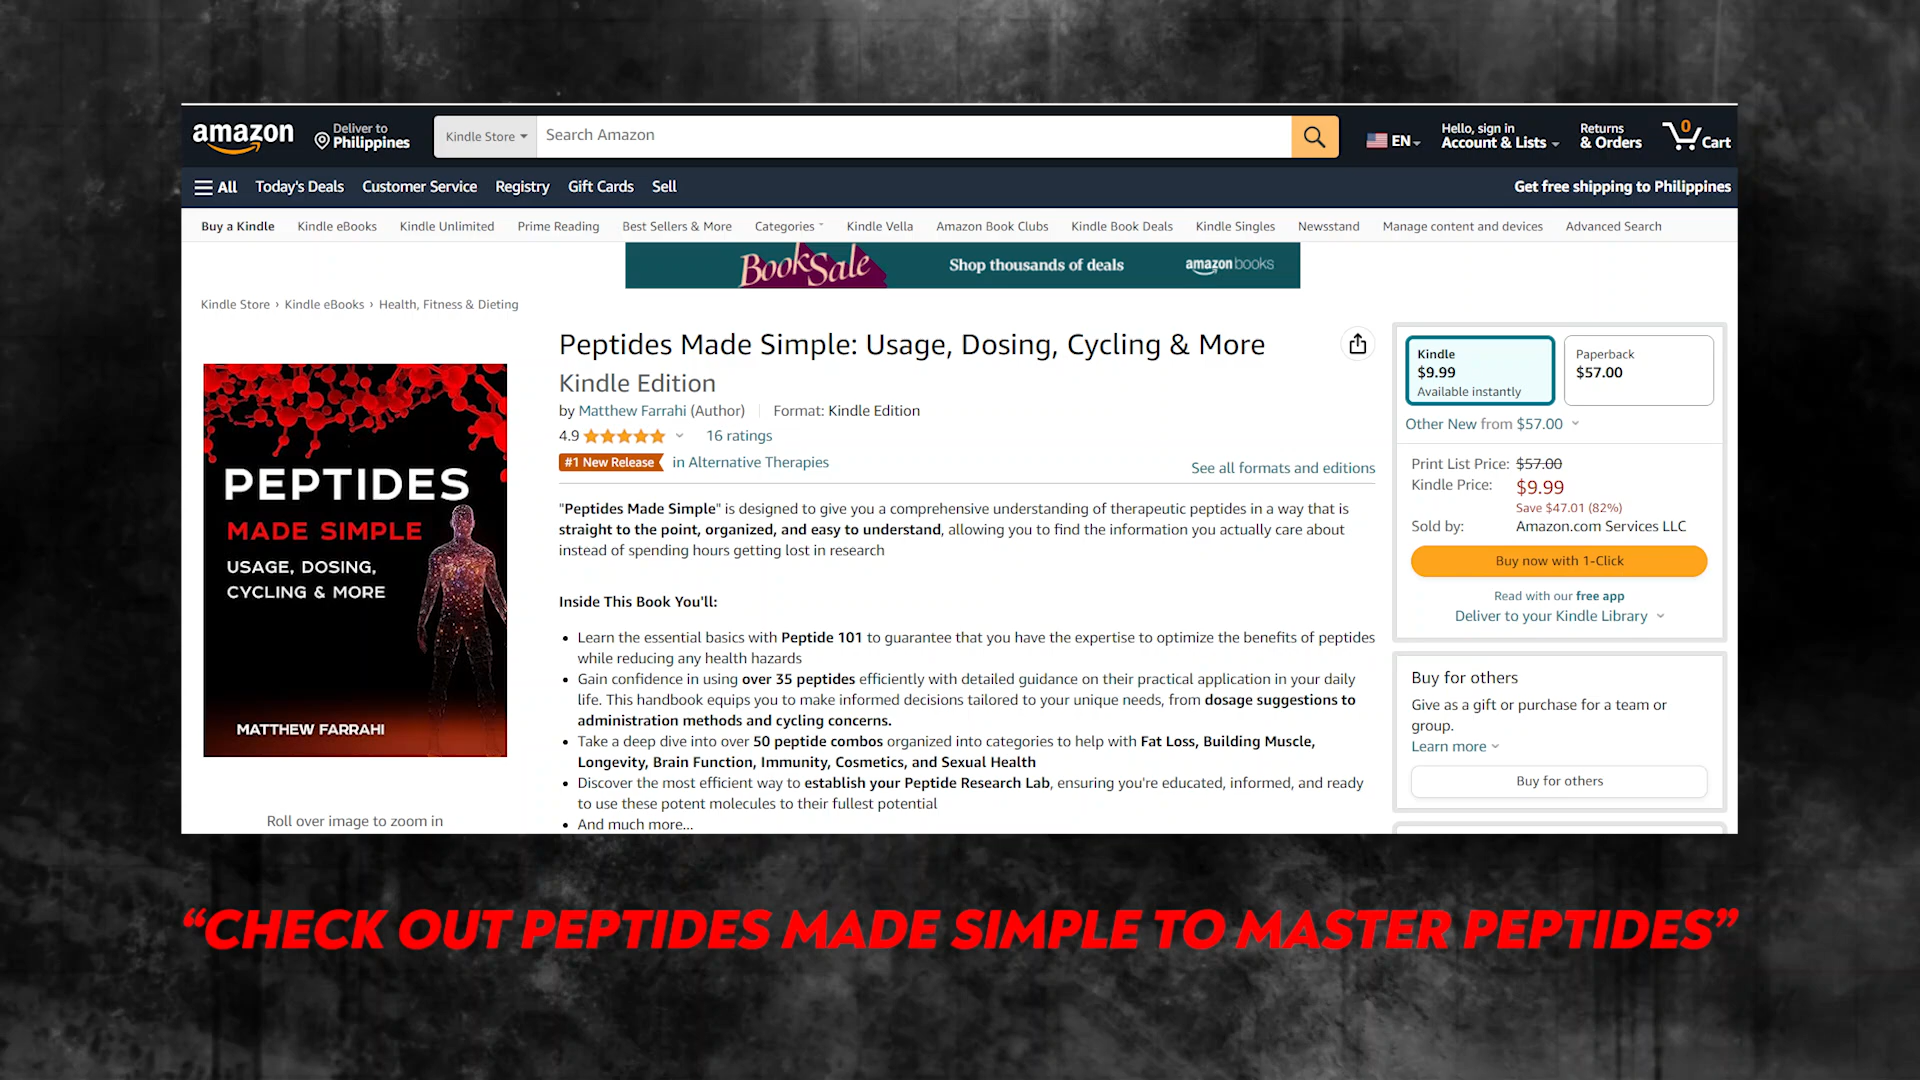 amazon
Deliver to
Philippines
Kindle Store
Search Amazon
EN
Hello, sign in
Account & Lists
Returns
& Orders
0
Cart
All
Today's Deals
Customer Service
Registry
Gift Cards
Sell
Get free shipping to Philippines
Buy a Kindle
Kindle eBooks
Kindle Unlimited
Prime Reading
Best Sellers & More
Categories
Kindle Vella
Amazon Book Clubs
Kindle Book Deals
Kindle Singles
Newsstand
Manage content and devices
Advanced Search
Book Sale
Shop thousands of deals
amazon books
Kindle Store › Kindle eBooks › Health, Fitness & Dieting
PEPTIDES
MADE SIMPLE
USAGE, DOSING,
CYCLING & MORE
MATTHEW FARRAHI
Roll over image to zoom in
Peptides Made Simple: Usage, Dosing, Cycling & More
Kindle Edition
by Matthew Farrahi (Author)
Format: Kindle Edition
4.9
16 ratings
#1 New Release
in Alternative Therapies
See all formats and editions
"Peptides Made Simple" is designed to give you a comprehensive understanding of therapeutic peptides in a way that is
straight to the point, organized, and easy to understand, allowing you to find the information you actually care about
instead of spending hours getting lost in research
Inside This Book You'll:
• Learn the essential basics with Peptide 101 to guarantee that you have the expertise to optimize the benefits of peptides
while reducing any health hazards
• Gain confidence in using over 35 peptides efficiently with detailed guidance on their practical application in your daily
life. This handbook equips you to make informed decisions tailored to your unique needs, from dosage suggestions to
administration methods and cycling concerns.
• Take a deep dive into over 50 peptide combos organized into categories to help with Fat Loss, Building Muscle,
Longevity, Brain Function, Immunity, Cosmetics, and Sexual Health
• Discover the most efficient way to establish your Peptide Research Lab, ensuring you're educated, informed, and ready
to use these potent molecules to their fullest potential
• And much more...
Kindle
$9.99
Available instantly
Paperback
$57.00
Other New from $57.00
Print List Price: $57.00
Kindle Price: $9.99
Save $47.01 (82%)
Sold by: Amazon.com Services LLC
Buy now with 1-Click
Read with our free app
Deliver to your Kindle Library
Buy for others
Give as a gift or purchase for a team or
group.
Learn more
Buy for others
“CHECK OUT PEPTIDES MADE SIMPLE TO MASTER PEPTIDES”